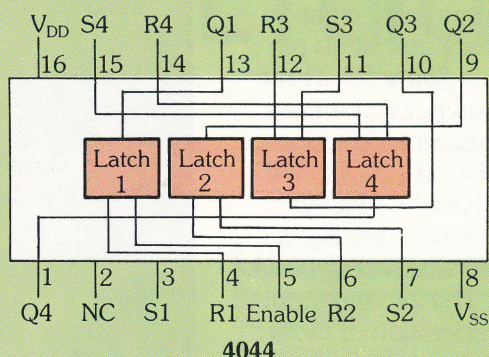 VDD S4 R4 Q1 R3 S3 Q3 Q2
16 15 14 13 12 11 10 9
Latch 1
Latch 2
Latch 3
Latch 4
1 2 3 4 5 6 7 8
Q4 NC S1 R1 Enable R2 S2 VSS
4044